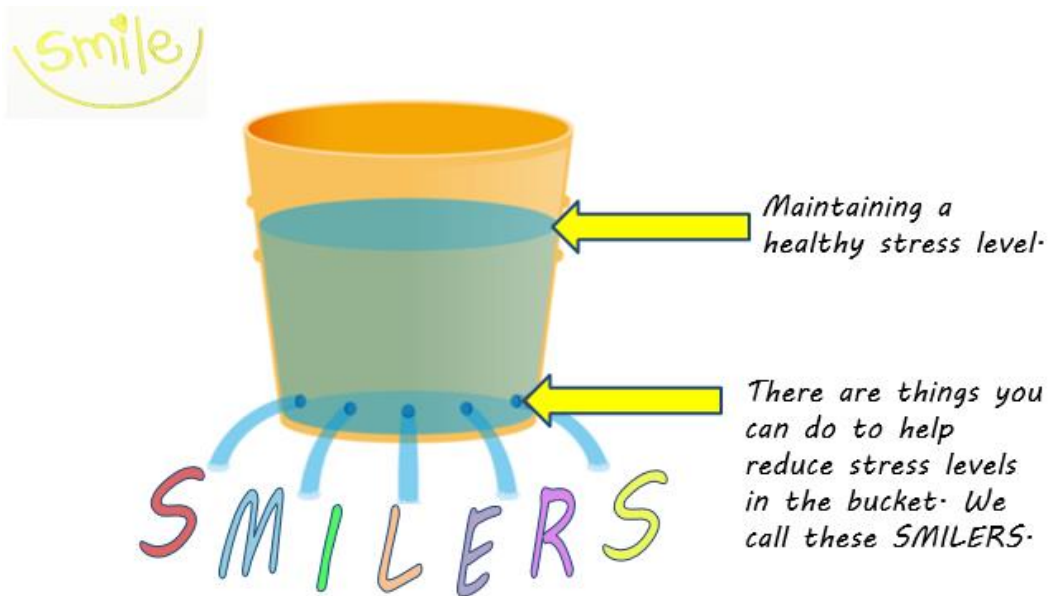 Smile
Maintaining a
healthy stress level.
There are things you
can do to help
reduce stress levels
in the bucket. We
call these SMILERS.
SMILERS